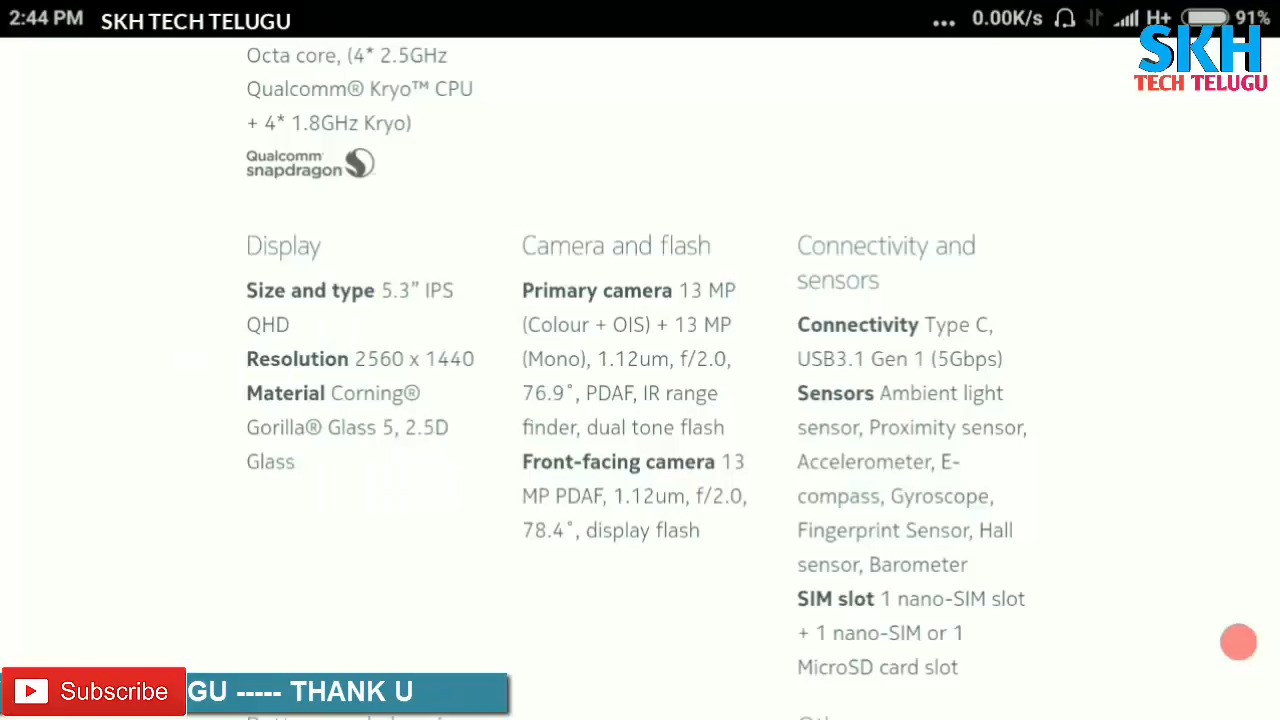 2:44 PM SKH TECH TELUGU ... 0.00K/s H+ 91%
SKH
TECH TELUGU
Octa core, (4* 2.5GHz
Qualcomm® Kryo™ CPU
+ 4* 1.8GHz Kryo)
Qualcomm
snapdragon
Display
Size and type 5.3” IPS
QHD
Resolution 2560 x 1440
Material Corning®
Gorilla® Glass 5, 2.5D
Glass
Camera and flash
Primary camera 13 MP
(Colour + OIS) + 13 MP
(Mono), 1.12um, f/2.0,
76.9˚, PDAF, IR range
finder, dual tone flash
Front-facing camera 13
MP PDAF, 1.12um, f/2.0,
78.4˚, display flash
Connectivity and
sensors
Connectivity Type C,
USB3.1 Gen 1 (5Gbps)
Sensors Ambient light
sensor, Proximity sensor,
Accelerometer, E-
compass, Gyroscope,
Fingerprint Sensor, Hall
sensor, Barometer
SIM slot 1 nano-SIM slot
+ 1 nano-SIM or 1
MicroSD card slot
Subscribe GU ----- THANK U